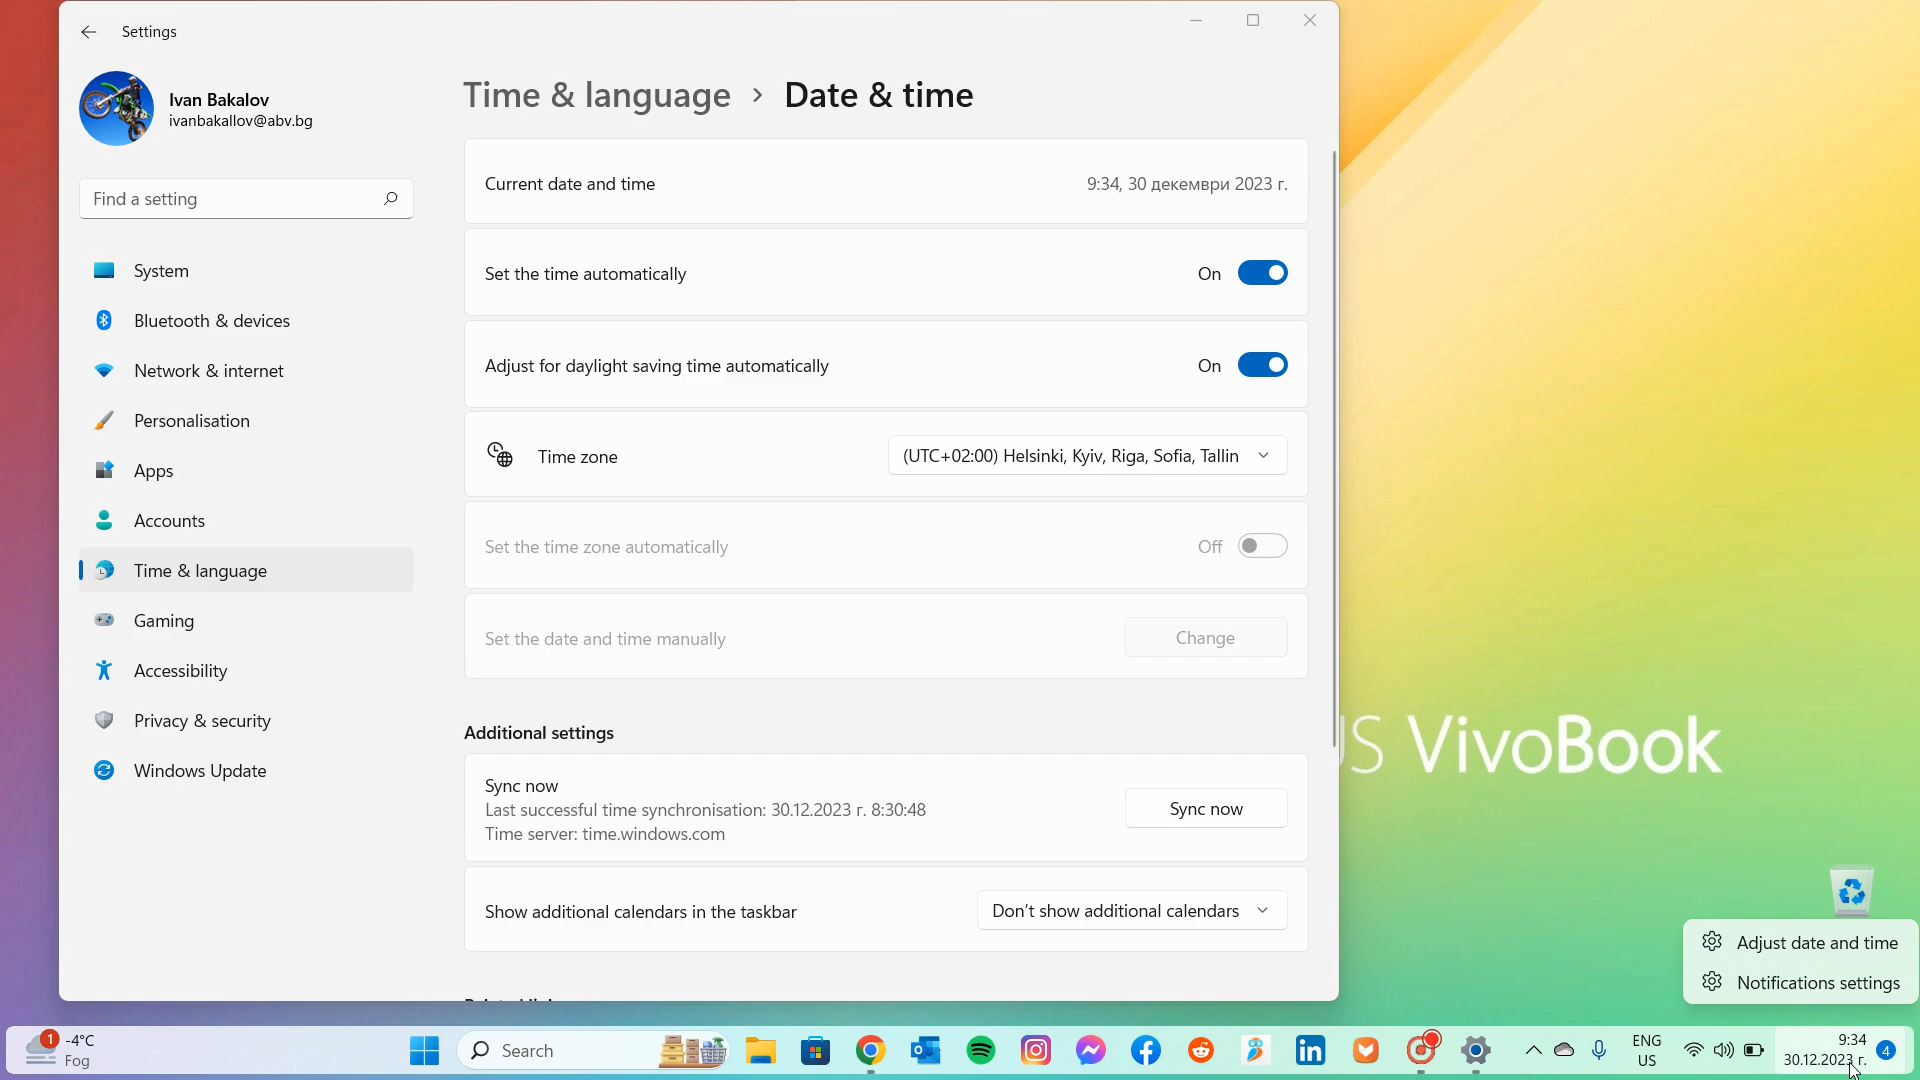 Settings
Ivan Bakalov
ivanbakallov@abv.bg
Find a setting
System
Bluetooth & devices
Network & internet
Personalisation
Apps
Accounts
Time & language
Gaming
Accessibility
Privacy & security
Windows Update
Time & language > Date & time
Current date and time
9:34, 30 декември 2023 г.
Set the time automatically
On
Adjust for daylight saving time automatically
On
Time zone
(UTC+02:00) Helsinki, Kyiv, Riga, Sofia, Tallin
Set the time zone automatically
Off
Set the date and time manually
Change
Additional settings
Sync now
Last successful time synchronisation: 30.12.2023 г. 8:30:48
Time server: time.windows.com
Sync now
Show additional calendars in the taskbar
Don't show additional calendars
US VivoBook
Adjust date and time
Notifications settings
1
-4°C
Fog
Search
ENG
US
9:34
30.12.2023 г.
4